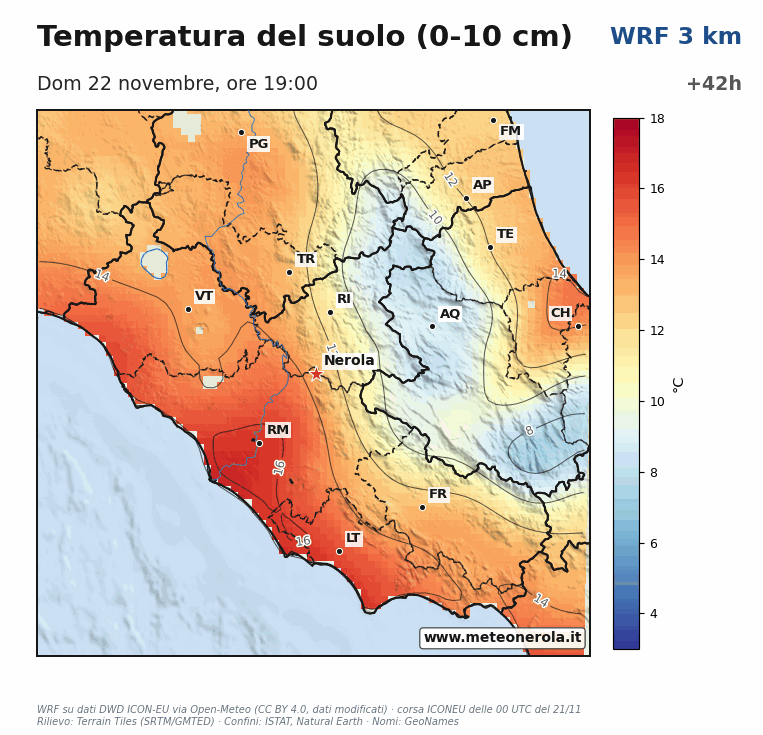 Temperatura del suolo (0-10 cm)
WRF 3 km
Dom 22 novembre, ore 19:00
+42h
FM
PG
12
AP
10
TE
TR
14
14
VT
RI
AQ
CH
Nerola
8
RM
16
FR
16
LT
14
www.meteonerola.it
18
16
14
12
10
8
6
4
°C
WRF su dati DWD ICON-EU via Open-Meteo (CC BY 4.0, dati modificati) · corsa ICONEU delle 00 UTC del 21/11
Rilievo: Terrain Tiles (SRTM/GMTED) · Confini: ISTAT, Natural Earth · Nomi: GeoNames